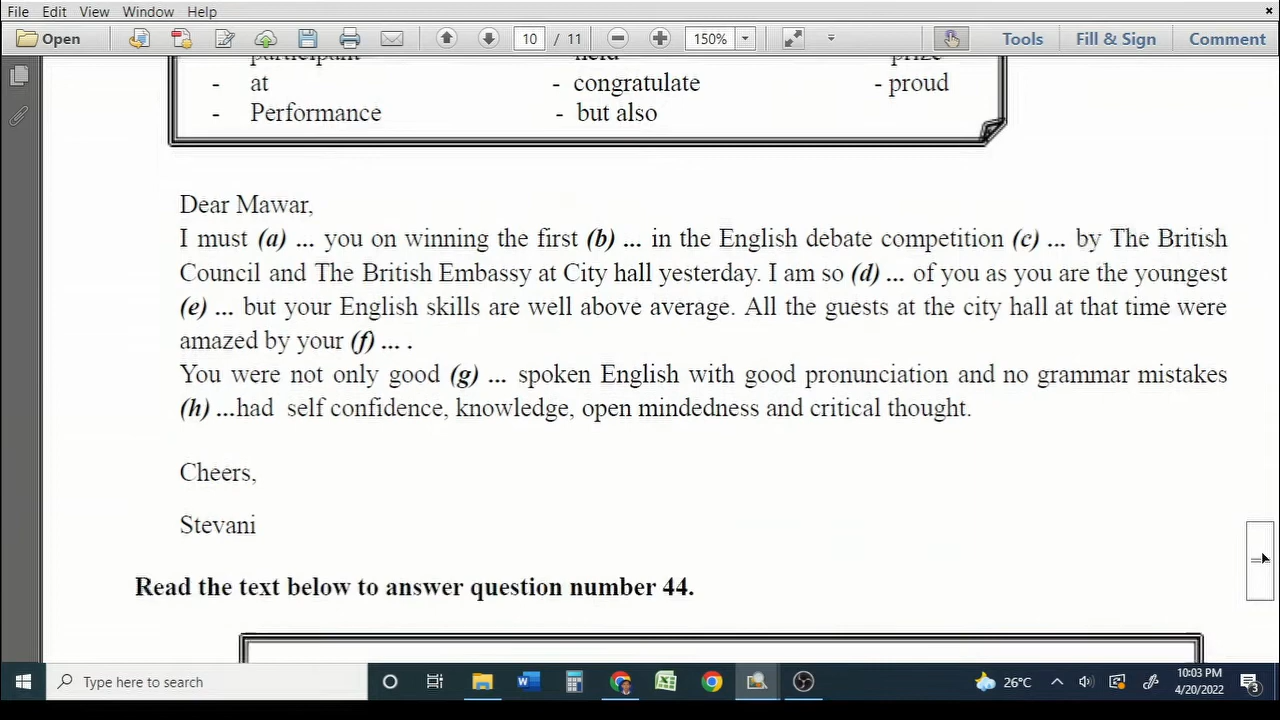 File Edit View Window Help
Open 10 / 11 150% Tools Fill & Sign Comment
participant held prize
- at - congratulate - proud
- Performance - but also
Dear Mawar,
I must (a) ... you on winning the first (b) ... in the English debate competition (c) ... by The British
Council and The British Embassy at City hall yesterday. I am so (d) ... of you as you are the youngest
(e) ... but your English skills are well above average. All the guests at the city hall at that time were
amazed by your (f) ... .
You were not only good (g) ... spoken English with good pronunciation and no grammar mistakes
(h) ...had self confidence, knowledge, open mindedness and critical thought.
Cheers,
Stevani
Read the text below to answer question number 44.
Type here to search
26°C
10:03 PM
4/20/2022
3